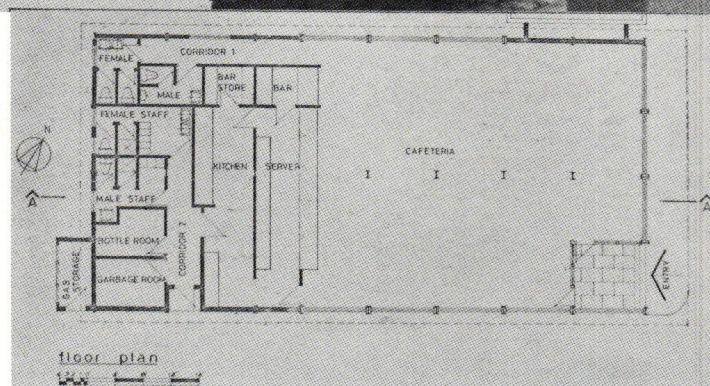 CORRIDOR 1
FEMALE
BAR
STORE
BAR
MALE
FEMALE STAFF
N
CAFETERIA
KITCHEN
SERVER
A
A
MALE STAFF
BOTTLE ROOM
CORRIDOR 2
GAS
STORAGE
GARBAGE ROOM
ENTRY
floor plan